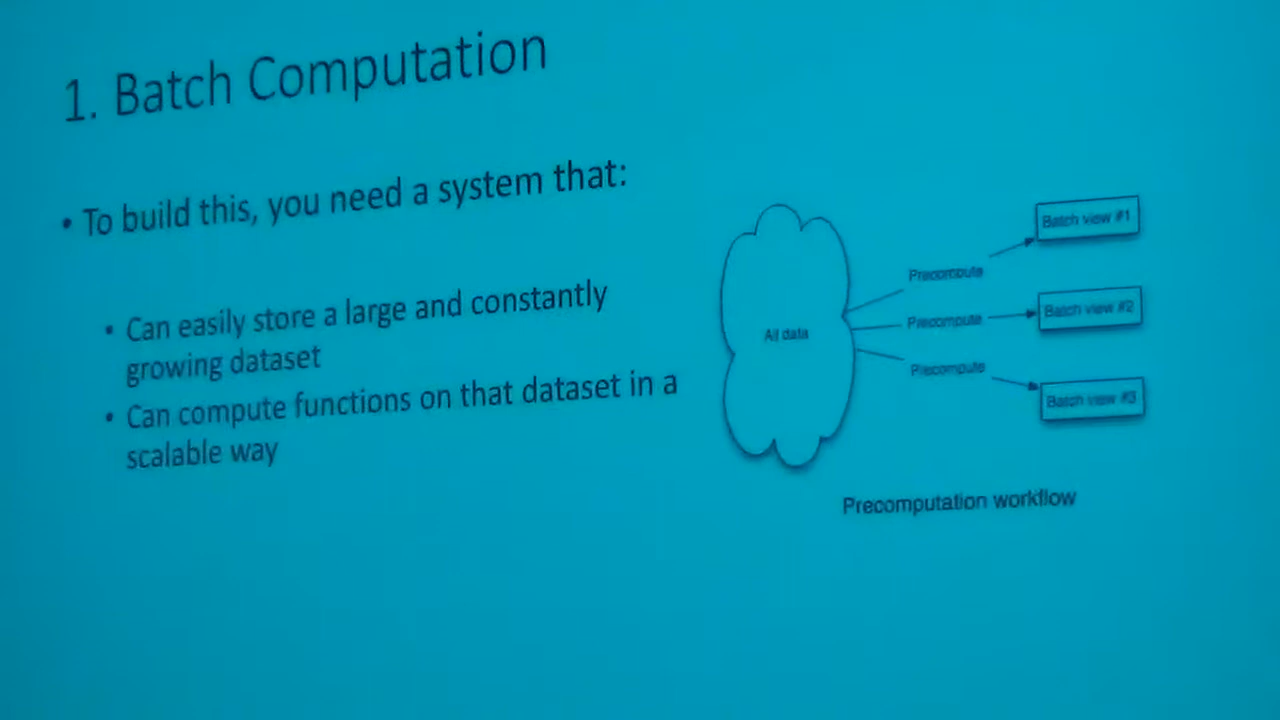 1. Batch Computation
• To build this, you need a system that:
• Can easily store a large and constantly
growing dataset
• Can compute functions on that dataset in a
scalable way
All data
Precompute
Precompute
Precompute
Batch view #1
Batch view #2
Batch view #3
Precomputation workflow